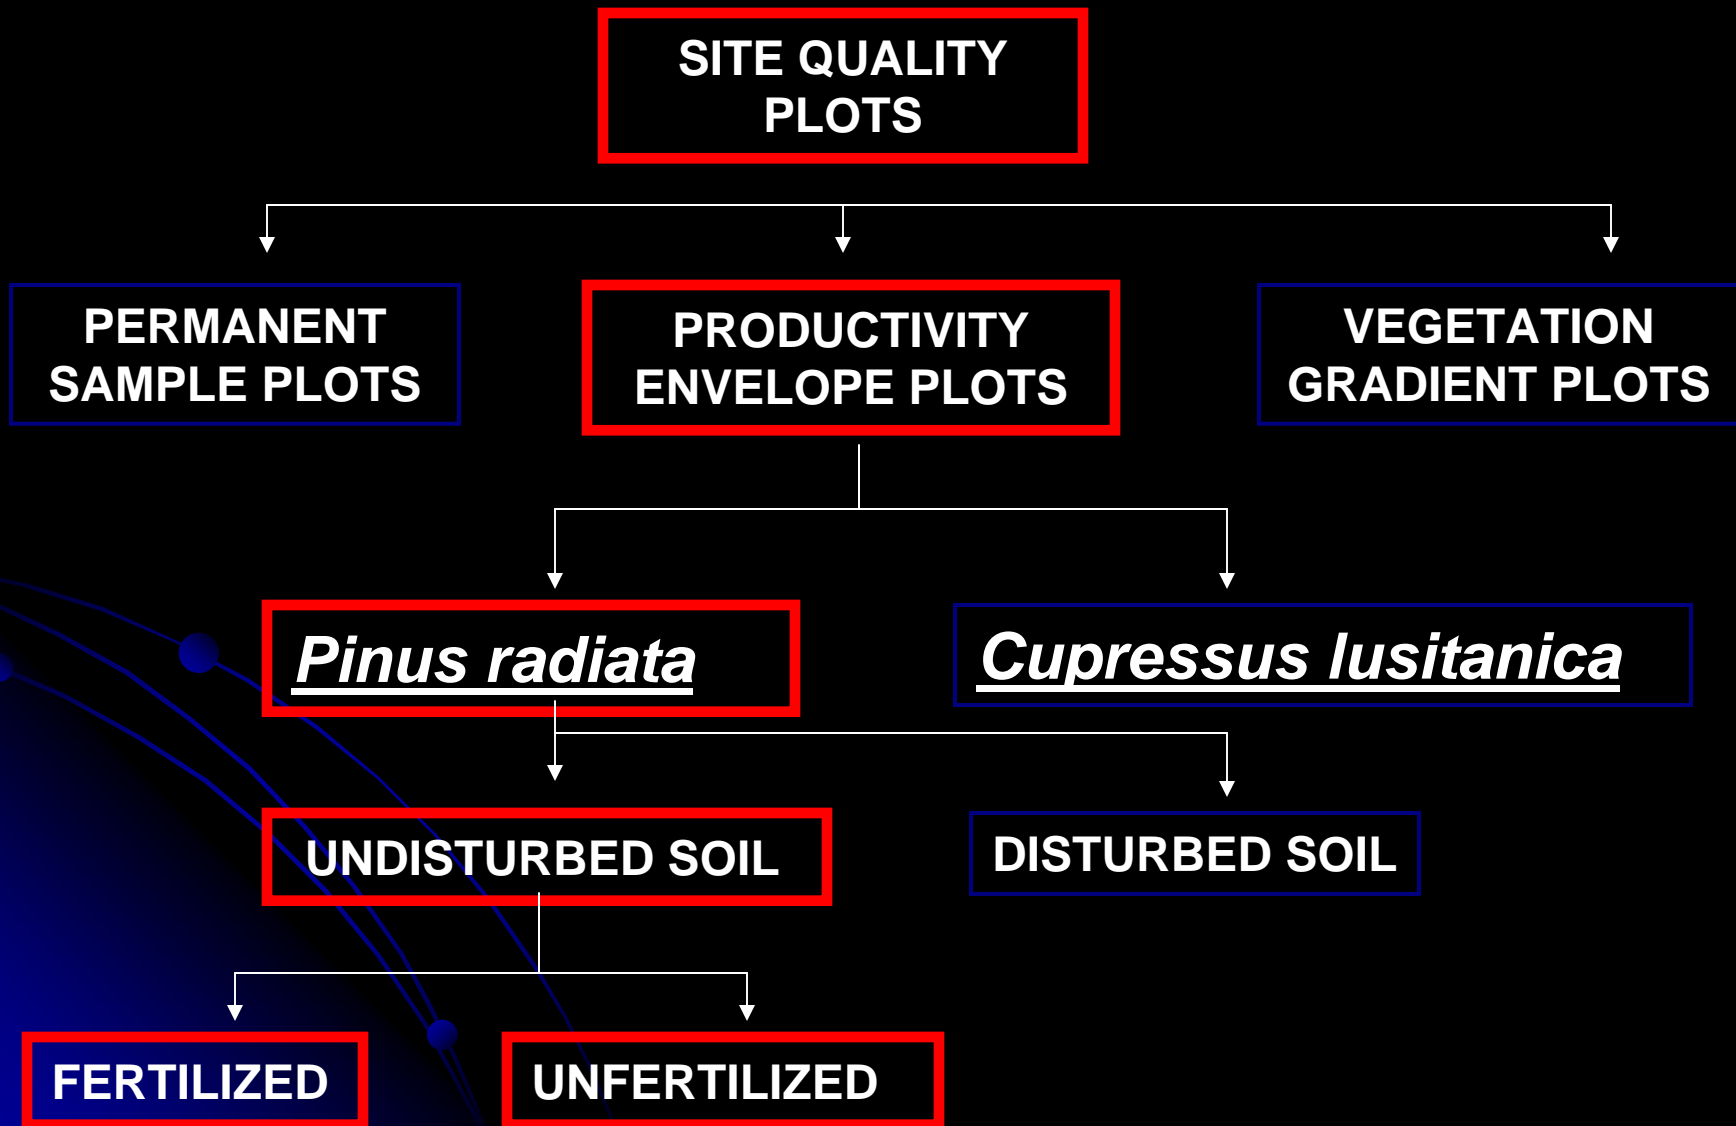 SITE QUALITY
PLOTS
PERMANENT
SAMPLE PLOTS
PRODUCTIVITY
ENVELOPE PLOTS
VEGETATION
GRADIENT PLOTS
Pinus radiata
Cupressus lusitanica
UNDISTURBED SOIL
DISTURBED SOIL
FERTILIZED
UNFERTILIZED